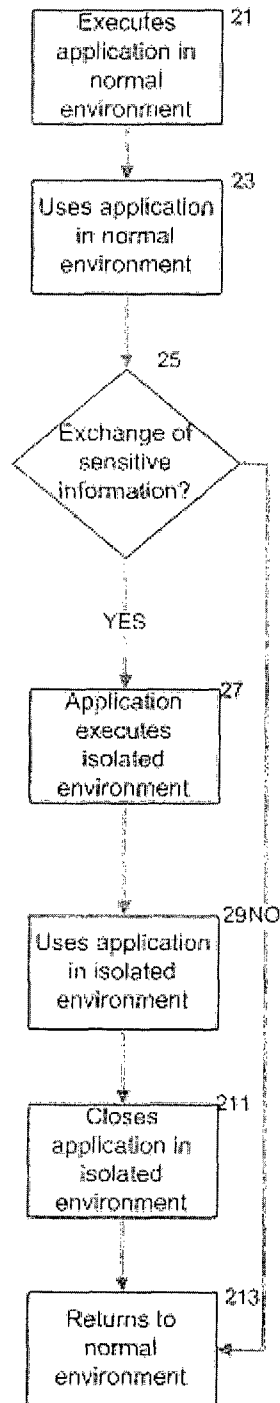 21
Executes
application in
normal
environment
23
Uses application
in normal
environment
25
Exchange of
sensitive
information?
YES
27
Application
executes
isolated
environment
29NO
Uses application
in isolated
environment
211
Closes
application in
isolated
environment
213
Returns to
normal
environment